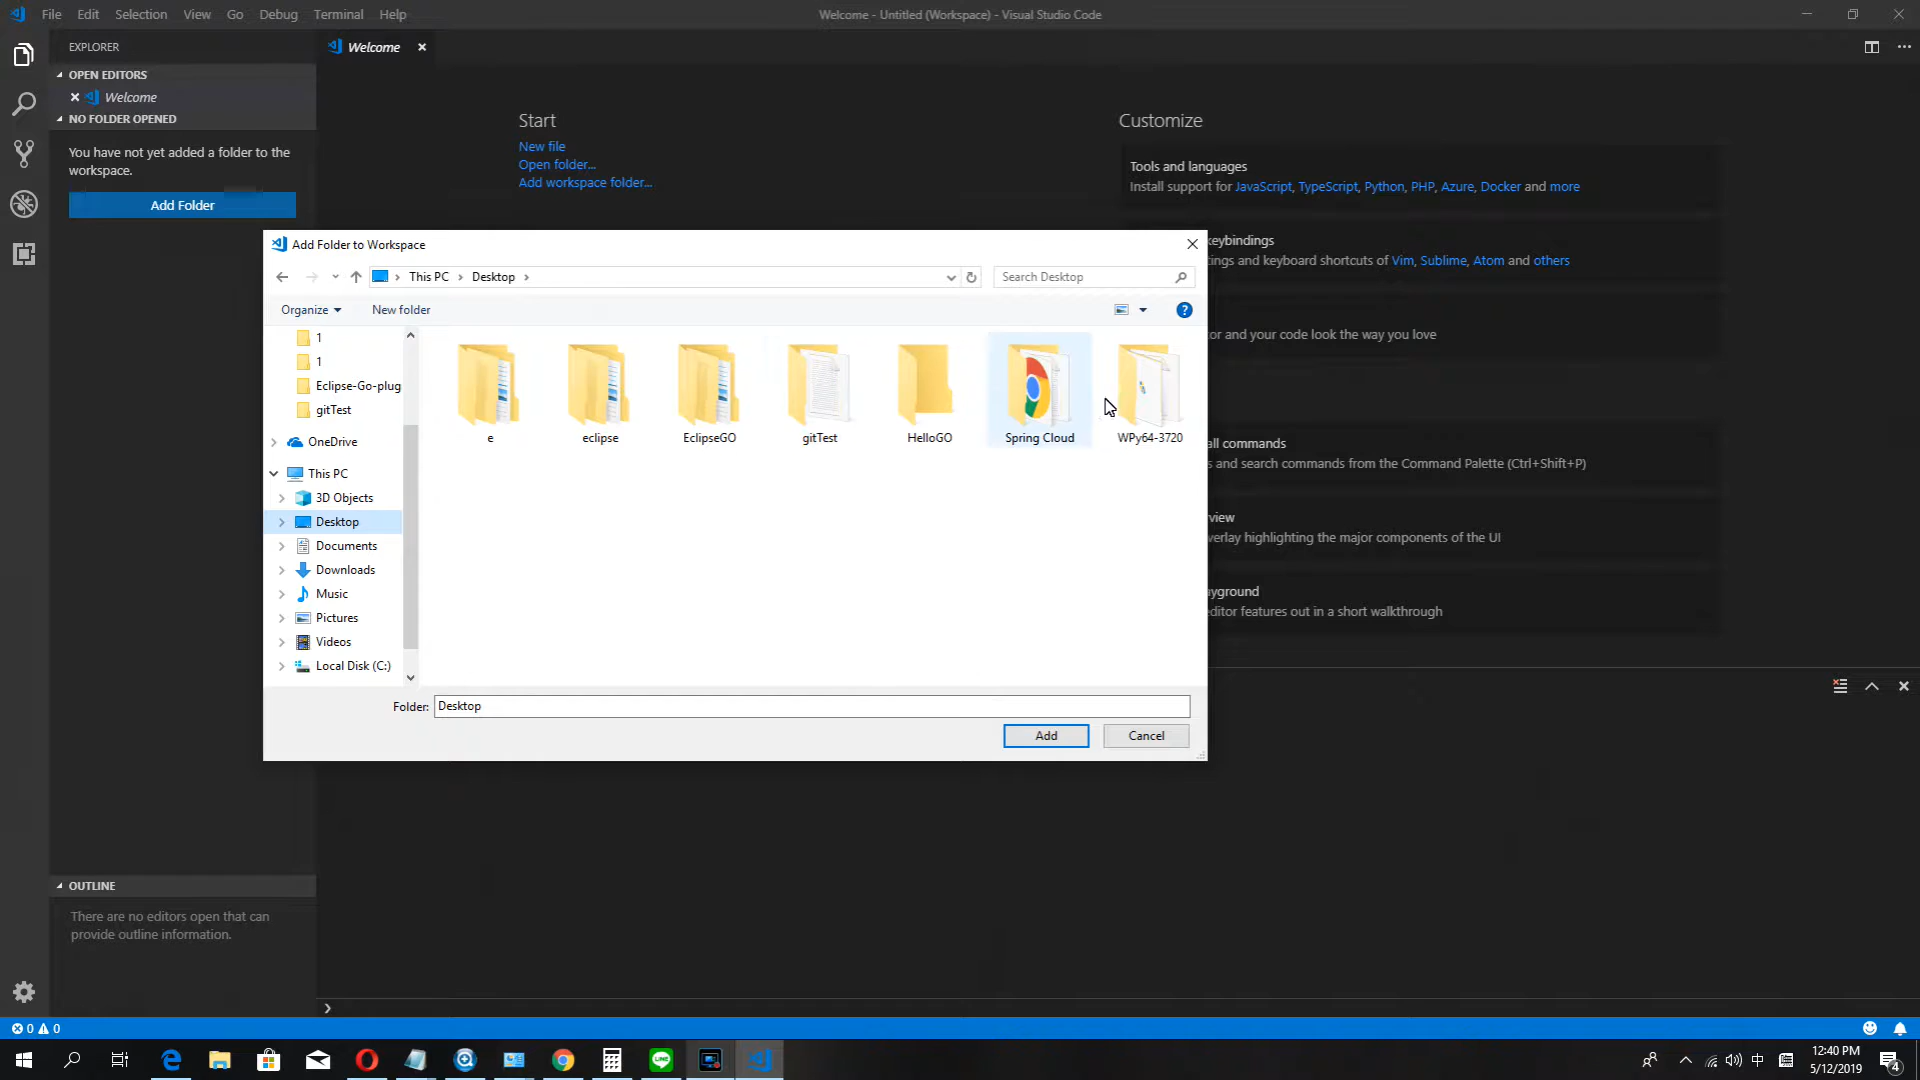 File Edit Selection View Go Debug Terminal Help
Welcome - Untitled (Workspace) - Visual Studio Code
EXPLORER
OPEN EDITORS
Welcome
NO FOLDER OPENED
You have not yet added a folder to the
workspace.
Add Folder
Welcome
Start
New file
Open folder...
Add workspace folder...
Customize
Tools and languages
Install support for JavaScript, TypeScript, Python, PHP, Azure, Docker and more
eybindings
tings and keyboard shortcuts of Vim, Sublime, Atom and others
or and your code look the way you love
all commands
s and search commands from the Command Palette (Ctrl+Shift+P)
view
verlay highlighting the major components of the UI
yground
editor features out in a short walkthrough
Add Folder to Workspace
This PC Desktop
Search Desktop
Organize New folder
1
1
Eclipse-Go-plug
gitTest
OneDrive
This PC
3D Objects
Desktop
Documents
Downloads
Music
Pictures
Videos
Local Disk (C:)
e
eclipse
EclipseGO
gitTest
HelloGO
Spring Cloud
WPy64-3720
Folder: Desktop
Add Cancel
OUTLINE
There are no editors open that can
provide outline information.
0 0
LINE
中
12:40 PM
5/12/2019
4